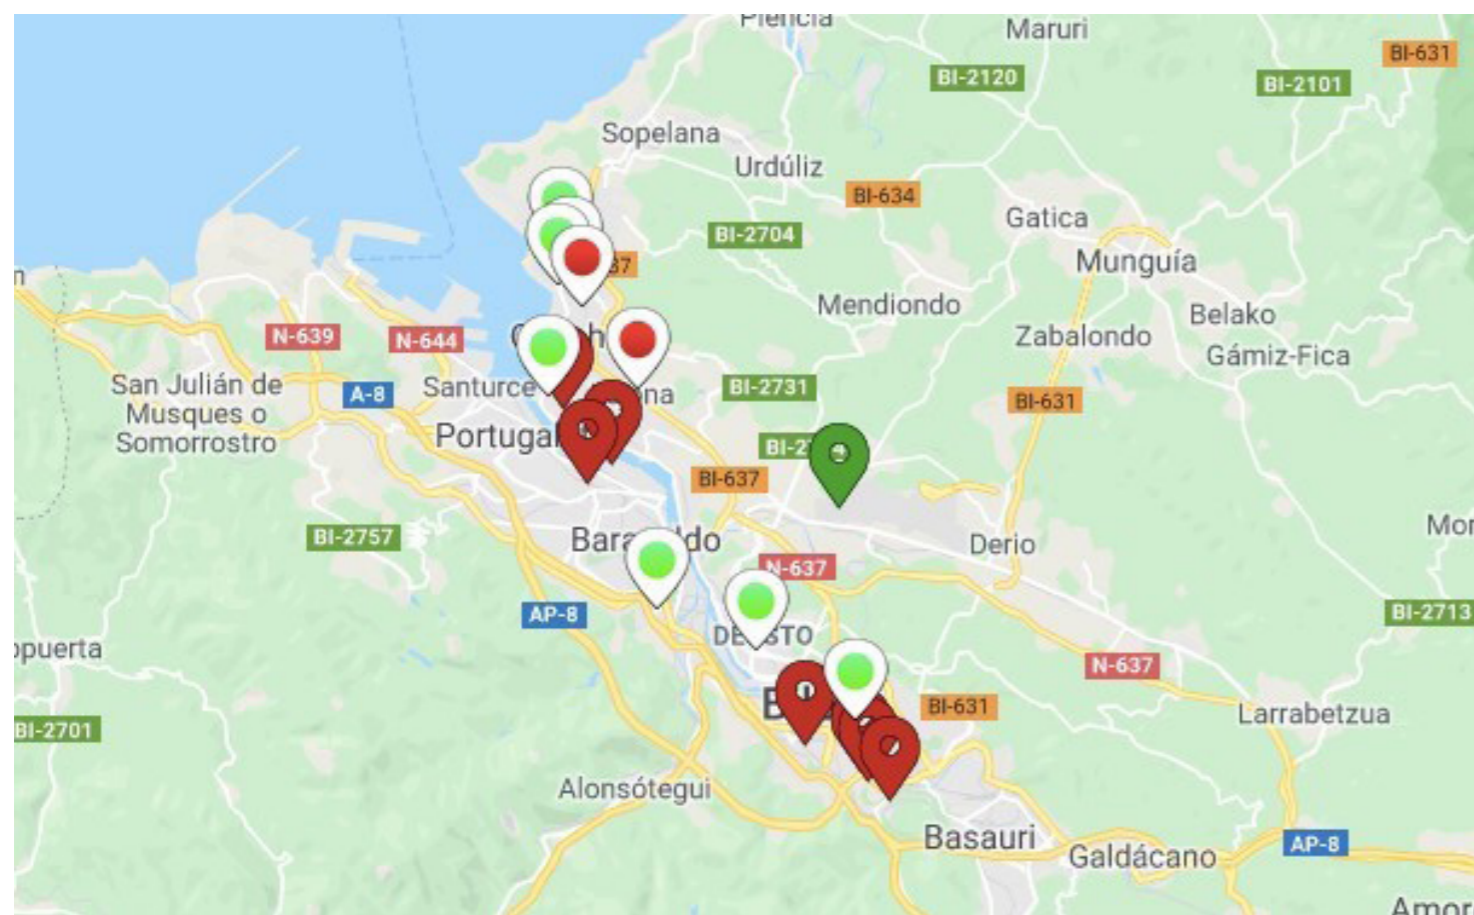 Plencia
Maruri
BI-631
BI-2120
BI-2101
Sopelana
Urdúliz
BI-634
Gatica
BI-2704
Munguía
Mendiondo
Belako
Zabalondo
Gámiz-Fica
N-639
N-644
San Julián de
Musques o
Somorrostro
A-8
Santurce
BI-2731
BI-631
BI-637
BI-2757
Derio
N-637
AP-8
BI-2713
N-637
BI-631
Larrabetzua
BI-2701
Alonsótegui
Basauri
Galdácano
AP-8